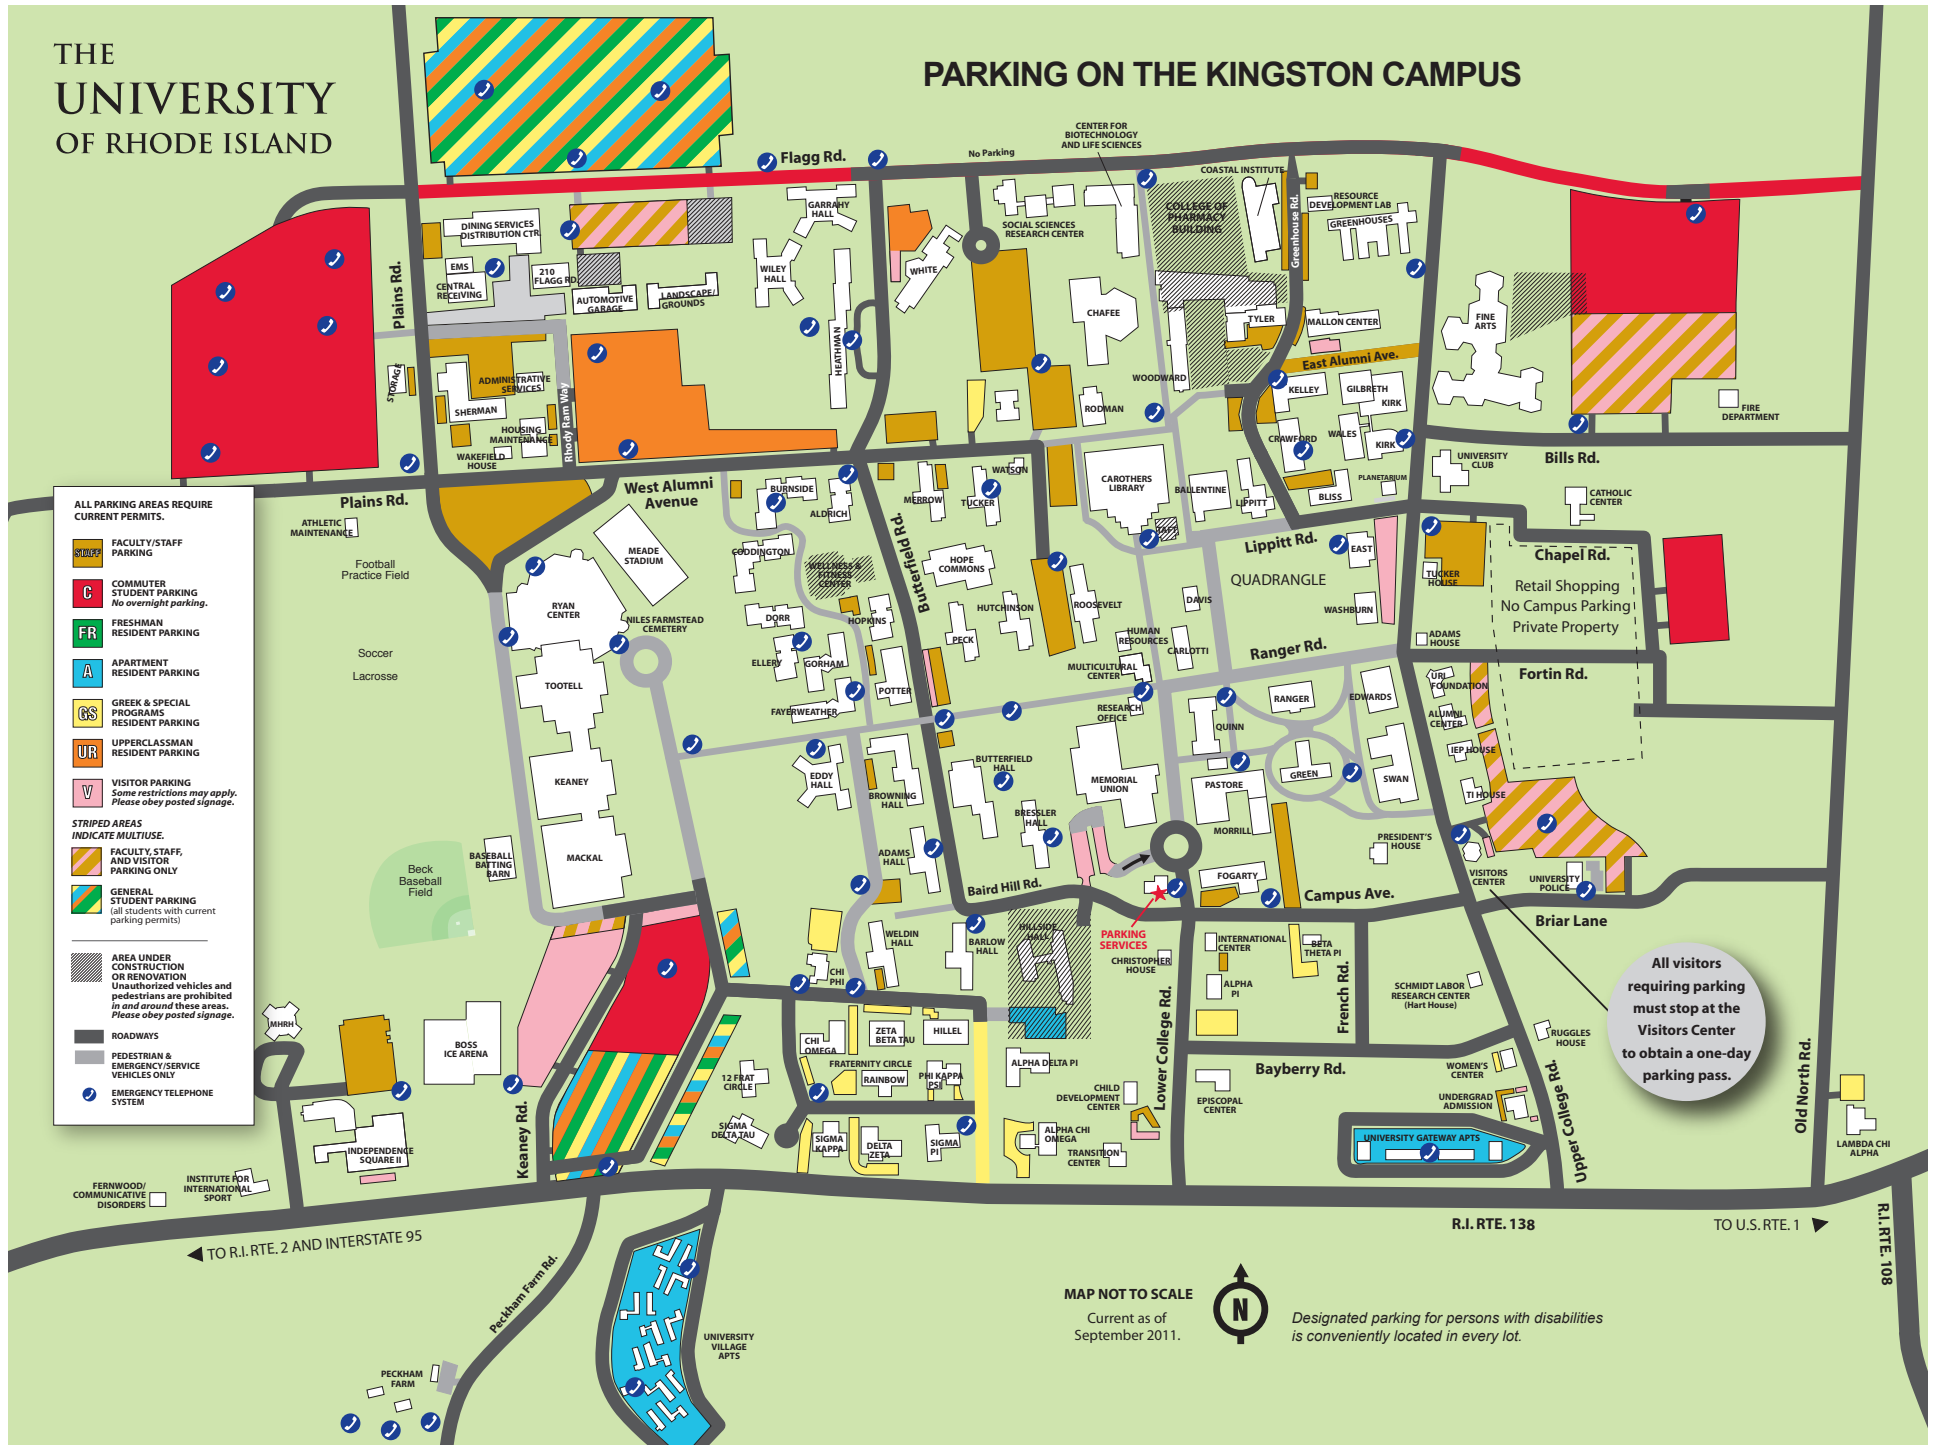 THE
UNIVERSITY
OF RHODE ISLAND
PARKING ON THE KINGSTON CAMPUS
CENTER FOR
BIOTECHNOLOGY
AND LIFE SCIENCES
No Parking
Flagg Rd.
COASTAL INSTITUTE
RESOURCE
DEVELOPMENT LAB
GREENHOUSES
Greenhouse Rd.
COLLEGE OF
PHARMACY
BUILDING
SOCIAL SCIENCES
RESEARCH CENTER
GARRAHY
HALL
DINING SERVICES
DISTRIBUTION CTR.
EMS
CENTRAL
RECEIVING
210
FLAGG RD.
AUTOMOTIVE
GARAGE
LANDSCAPE/
GROUNDS
WILEY
HALL
WHITE
HEATHMAN
CHAFEE
WOODWARD
TYLER
MALLON CENTER
East Alumni Ave.
FINE
ARTS
FIRE
DEPARTMENT
Plains Rd.
STORAGE
ADMINISTRATIVE
SERVICES
SHERMAN
HOUSING
MAINTENANCE
WAKEFIELD
HOUSE
Rhody Ram Way
RODMAN
KELLEY
GILBRETH
KIRK
CRAWFORD
WALES
KIRK
BLISS
PLANETARIUM
UNIVERSITY
CLUB
Bills Rd.
CATHOLIC
CENTER
Plains Rd.
ATHLETIC
MAINTENANCE
West Alumni
Avenue
BURNSIDE
ALDRICH
MERROW
TUCKER
WATSON
CAROTHERS
LIBRARY
BALLENTINE
LIPPITT
TAFT
Lippitt Rd.
EAST
TUCKER
HOUSE
Chapel Rd.
Retail Shopping
No Campus Parking
Private Property
QUADRANGLE
WASHBURN
ADAMS
HOUSE
Fortin Rd.
Football
Practice Field
Soccer
Lacrosse
MEADE
STADIUM
RYAN
CENTER
NILES FARMSTEAD
CEMETERY
TOOTELL
KEANEY
MACKAL
BASEBALL
BATTING
BARN
Beck
Baseball
Field
CODDINGTON
WELLNESS &
FITNESS
CENTER
Butterfield Rd.
HOPE
COMMONS
DORR
HOPKINS
ELLERY
GORHAM
FAYERWEATHER
POTTER
PECK
HUTCHINSON
ROOSEVELT
DAVIS
HUMAN
RESOURCES
CARLOTTI
MULTICULTURAL
CENTER
RESEARCH
OFFICE
Ranger Rd.
QUINN
RANGER
EDWARDS
URI
FOUNDATION
ALUMNI
CENTER
IEP HOUSE
TI HOUSE
EDDY
HALL
BROWNING
HALL
BUTTERFIELD
HALL
BRESSLER
HALL
MEMORIAL
UNION
PASTORE
GREEN
SWAN
MORRILL
PRESIDENT'S
HOUSE
VISITORS
CENTER
UNIVERSITY
POLICE
ADAMS
HALL
Baird Hill Rd.
FOGARTY
Campus Ave.
Briar Lane
PARKING
SERVICES
WELDIN
HALL
BARLOW
HALL
HILLSIDE
HALL
CHI
PHI
CHRISTOPHER
HOUSE
INTERNATIONAL
CENTER
BETA
THETA PI
ALPHA
PI
French Rd.
SCHMIDT LABOR
RESEARCH CENTER
(Hart House)
RUGGLES
HOUSE
All visitors
requiring parking
must stop at the
Visitors Center
to obtain a one-day
parking pass.
MHRH
BOSS
ICE ARENA
INDEPENDENCE
SQUARE II
INSTITUTE FOR
INTERNATIONAL
SPORT
FERNWOOD/
COMMUNICATIVE
DISORDERS
Keaney Rd.
CHI
OMEGA
ZETA
BETA TAU
HILLEL
FRATERNITY CIRCLE
RAINBOW
PHI KAPPA
PSI
12 FRAT
CIRCLE
SIGMA
DELTA TAU
SIGMA
KAPPA
DELTA
ZETA
SIGMA
PI
ALPHA DELTA PI
CHILD
DEVELOPMENT
CENTER
ALPHA CHI
OMEGA
TRANSITION
CENTER
Lower College Rd.
EPISCOPAL
CENTER
Bayberry Rd.
WOMEN'S
CENTER
UNDERGRAD
ADMISSION
UNIVERSITY GATEWAY APTS
Upper College Rd.
Old North Rd.
LAMBDA CHI
ALPHA
R.I. RTE. 138
TO U.S. RTE. 1
R.I. RTE. 108
TO R.I. RTE. 2 AND INTERSTATE 95
Peckham Farm Rd.
PECKHAM
FARM
UNIVERSITY
VILLAGE
APTS
MAP NOT TO SCALE
Current as of
September 2011.
N
Designated parking for persons with disabilities
is conveniently located in every lot.
ALL PARKING AREAS REQUIRE
CURRENT PERMITS.
STAFF
FACULTY/STAFF
PARKING
C
COMMUTER
STUDENT PARKING
No overnight parking.
FR
FRESHMAN
RESIDENT PARKING
A
APARTMENT
RESIDENT PARKING
GS
GREEK & SPECIAL
PROGRAMS
RESIDENT PARKING
UR
UPPERCLASSMAN
RESIDENT PARKING
V
VISITOR PARKING
Some restrictions may apply.
Please obey posted signage.
STRIPED AREAS
INDICATE MULTIUSE.
FACULTY, STAFF,
AND VISITOR
PARKING ONLY
GENERAL
STUDENT PARKING
(all students with current
parking permits)
AREA UNDER
CONSTRUCTION
OR RENOVATION
Unauthorized vehicles and
pedestrians are prohibited
in and around these areas.
Please obey posted signage.
ROADWAYS
PEDESTRIAN &
EMERGENCY/SERVICE
VEHICLES ONLY
EMERGENCY TELEPHONE
SYSTEM